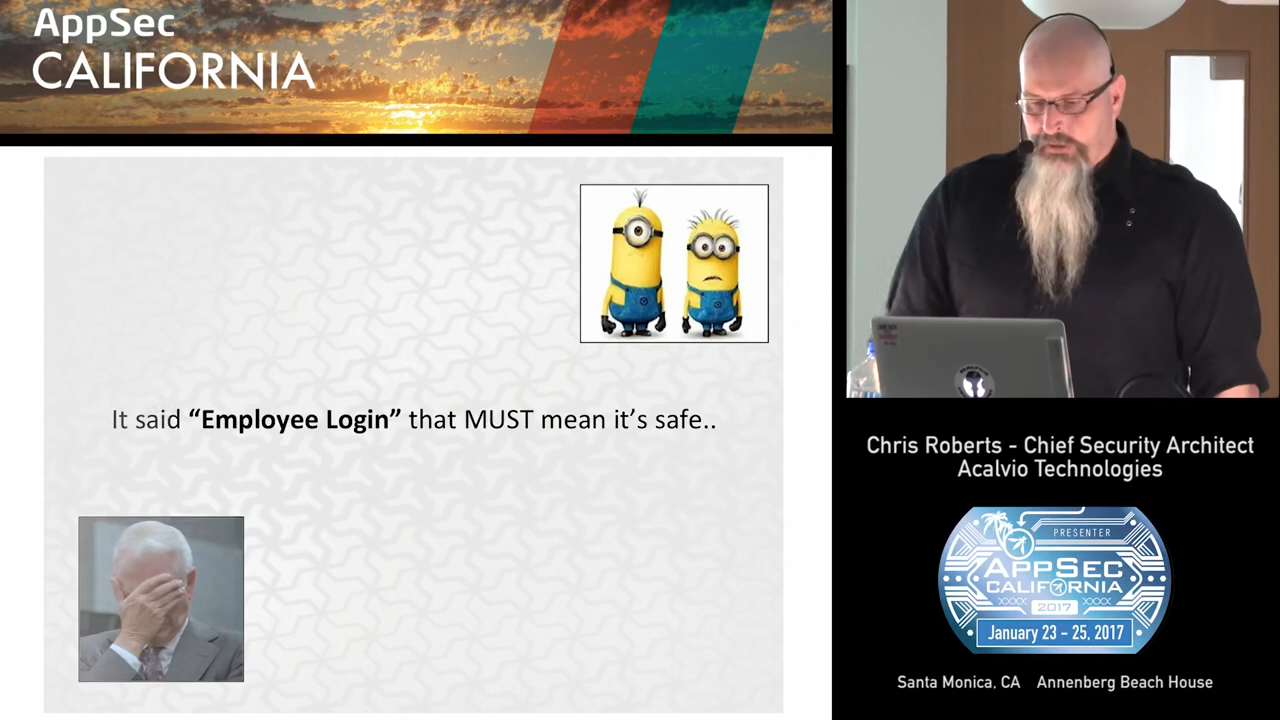 AppSec
CALIFORNIA
It said “Employee Login” that MUST mean it’s safe..
Chris Roberts - Chief Security Architect
Acalvio Technologies
PRESENTER
APPSEC
CALIFORNIA
2017
January 23 - 25, 2017
Santa Monica, CA Annenberg Beach House